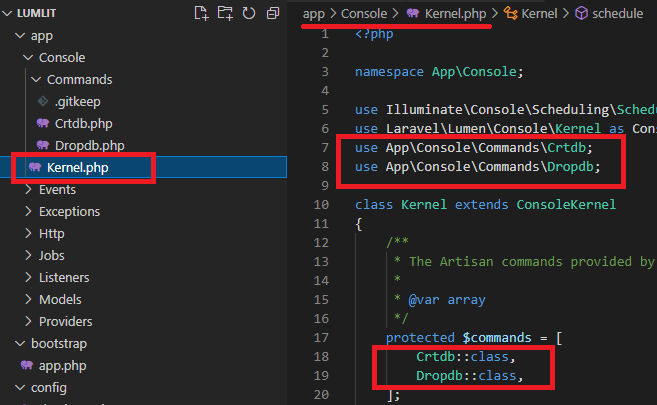 LUMLIT
app
Console
Commands
.gitkeep
Crtdb.php
Dropdb.php
Kernel.php
Events
Exceptions
Http
Jobs
Listeners
Models
Providers
bootstrap
app.php
config
app > Console > Kernel.php > Kernel > schedule
1 <?php
2
3 namespace App\Console;
4
5 use Illuminate\Console\Scheduling\Sched
6 use Laravel\Lumen\Console\Kernel as Con
7 use App\Console\Commands\Crtdb;
8 use App\Console\Commands\Dropdb;
9
10 class Kernel extends ConsoleKernel
11 {
12 /**
13 * The Artisan commands provided by
14 *
15 * @var array
16 */
17 protected $commands = [
18 Crtdb::class,
19 Dropdb::class,
20 ];